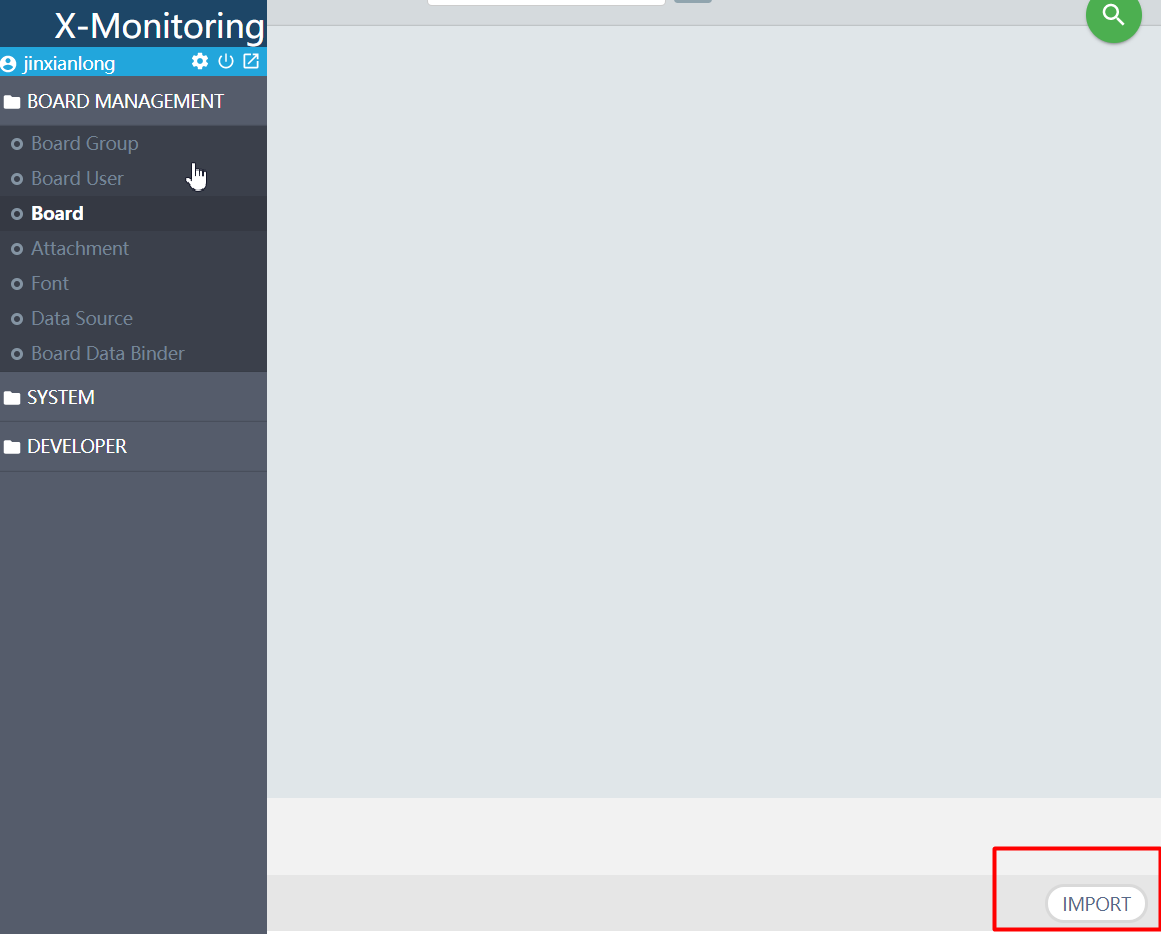 X-Monitoring
jinxianlong
BOARD MANAGEMENT
Board Group
Board User
Board
Attachment
Font
Data Source
Board Data Binder
SYSTEM
DEVELOPER
IMPORT